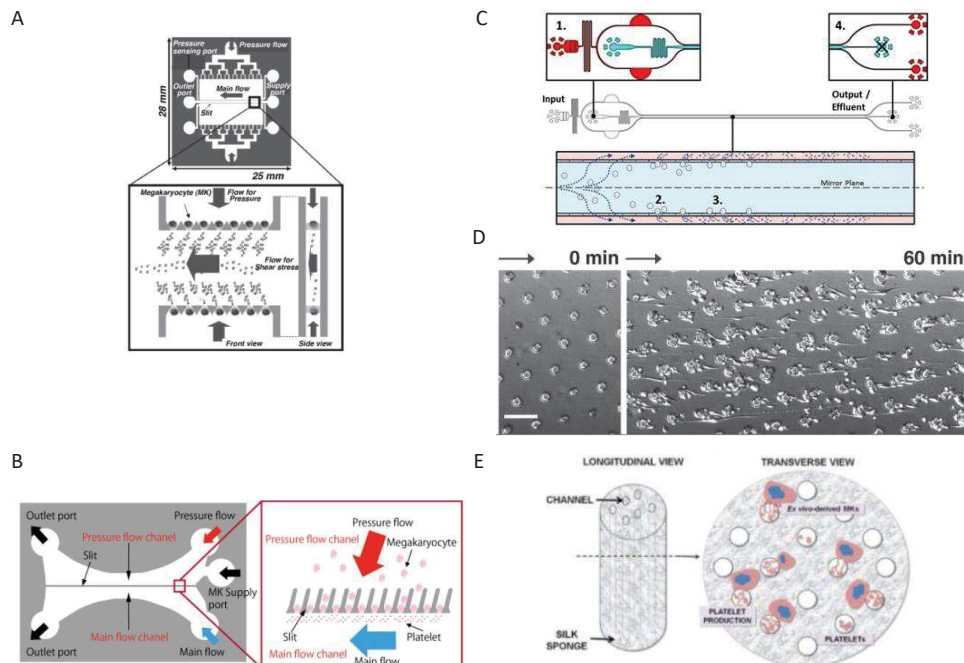 A
Pressure
sensing port
Pressure flow
Outlet
port
Main flow
Supply
port
Slit
26 mm
25 mm
Megakaryocyte (MK)
Flow for
Pressure
Flow for
Shear stress
Front view
Side view
B
Outlet port
Pressure flow
Pressure flow chanel
Slit
MK Supply
port
Main flow chanel
Outlet port
Main flow
Pressure flow
Pressure flow chanel
Megakaryocyte
Slit
Platelet
Main flow chanel
Main flow
C
1.
4.
Input
Output /
Effluent
Mirror Plane
2.
3.
D
0 min
60 min
E
LONGITUDINAL VIEW
TRANSVERSE VIEW
CHANNEL
Ex vivo-derived MKs
PLATELET
PRODUCTION
PLATELETs
SILK
SPONGE